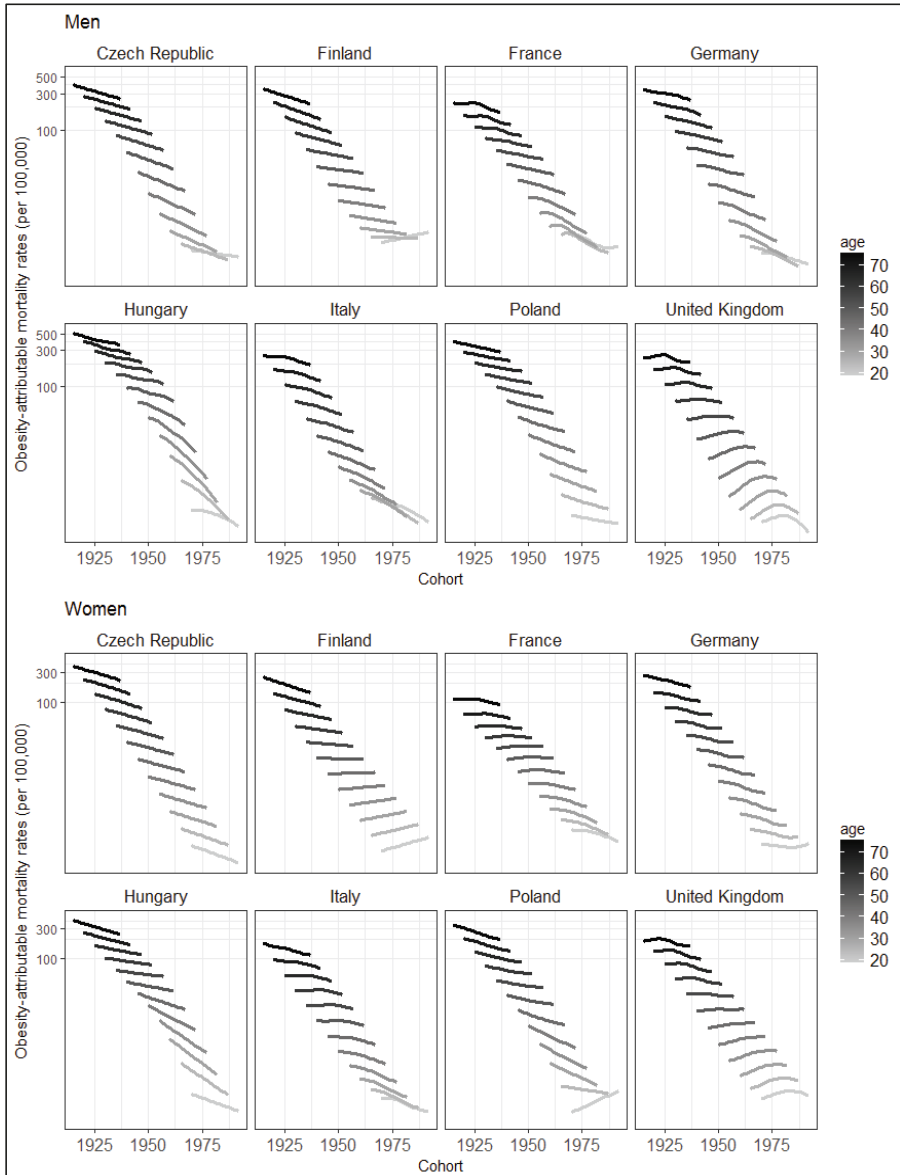 Men
Czech Republic
Finland
France
Germany
500
300
100
Hungary
Italy
Poland
United Kingdom
500
300
100
1925 1950 1975
1925 1950 1975
1925 1950 1975
1925 1950 1975
Cohort
Obesity-attributable mortality rates (per 100,000)
age
70
60
50
40
30
20
Women
Czech Republic
Finland
France
Germany
300
100
Hungary
Italy
Poland
United Kingdom
300
100
1925 1950 1975
1925 1950 1975
1925 1950 1975
1925 1950 1975
Cohort
Obesity-attributable mortality rates (per 100,000)
age
70
60
50
40
30
20